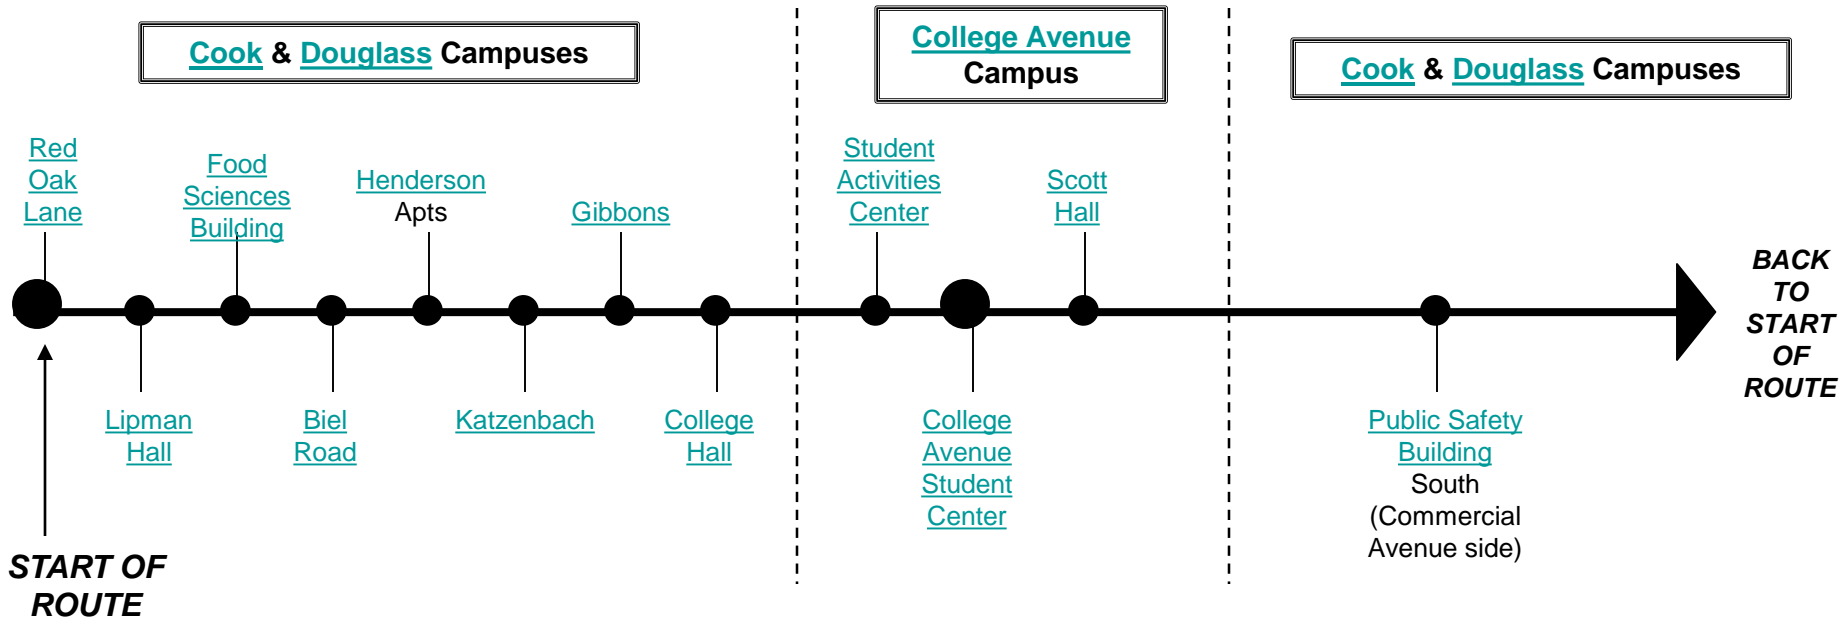 Cook & Douglass Campuses
College Avenue
Campus
Cook & Douglass Campuses
Red
Oak
Lane
Food
Sciences
Building
Henderson
Apts
Gibbons
Student
Activities
Center
Scott
Hall
BACK
TO
START
OF
ROUTE
Lipman
Hall
Biel
Road
Katzenbach
College
Hall
College
Avenue
Student
Center
Public Safety
Building
South
(Commercial
Avenue side)
START OF
ROUTE